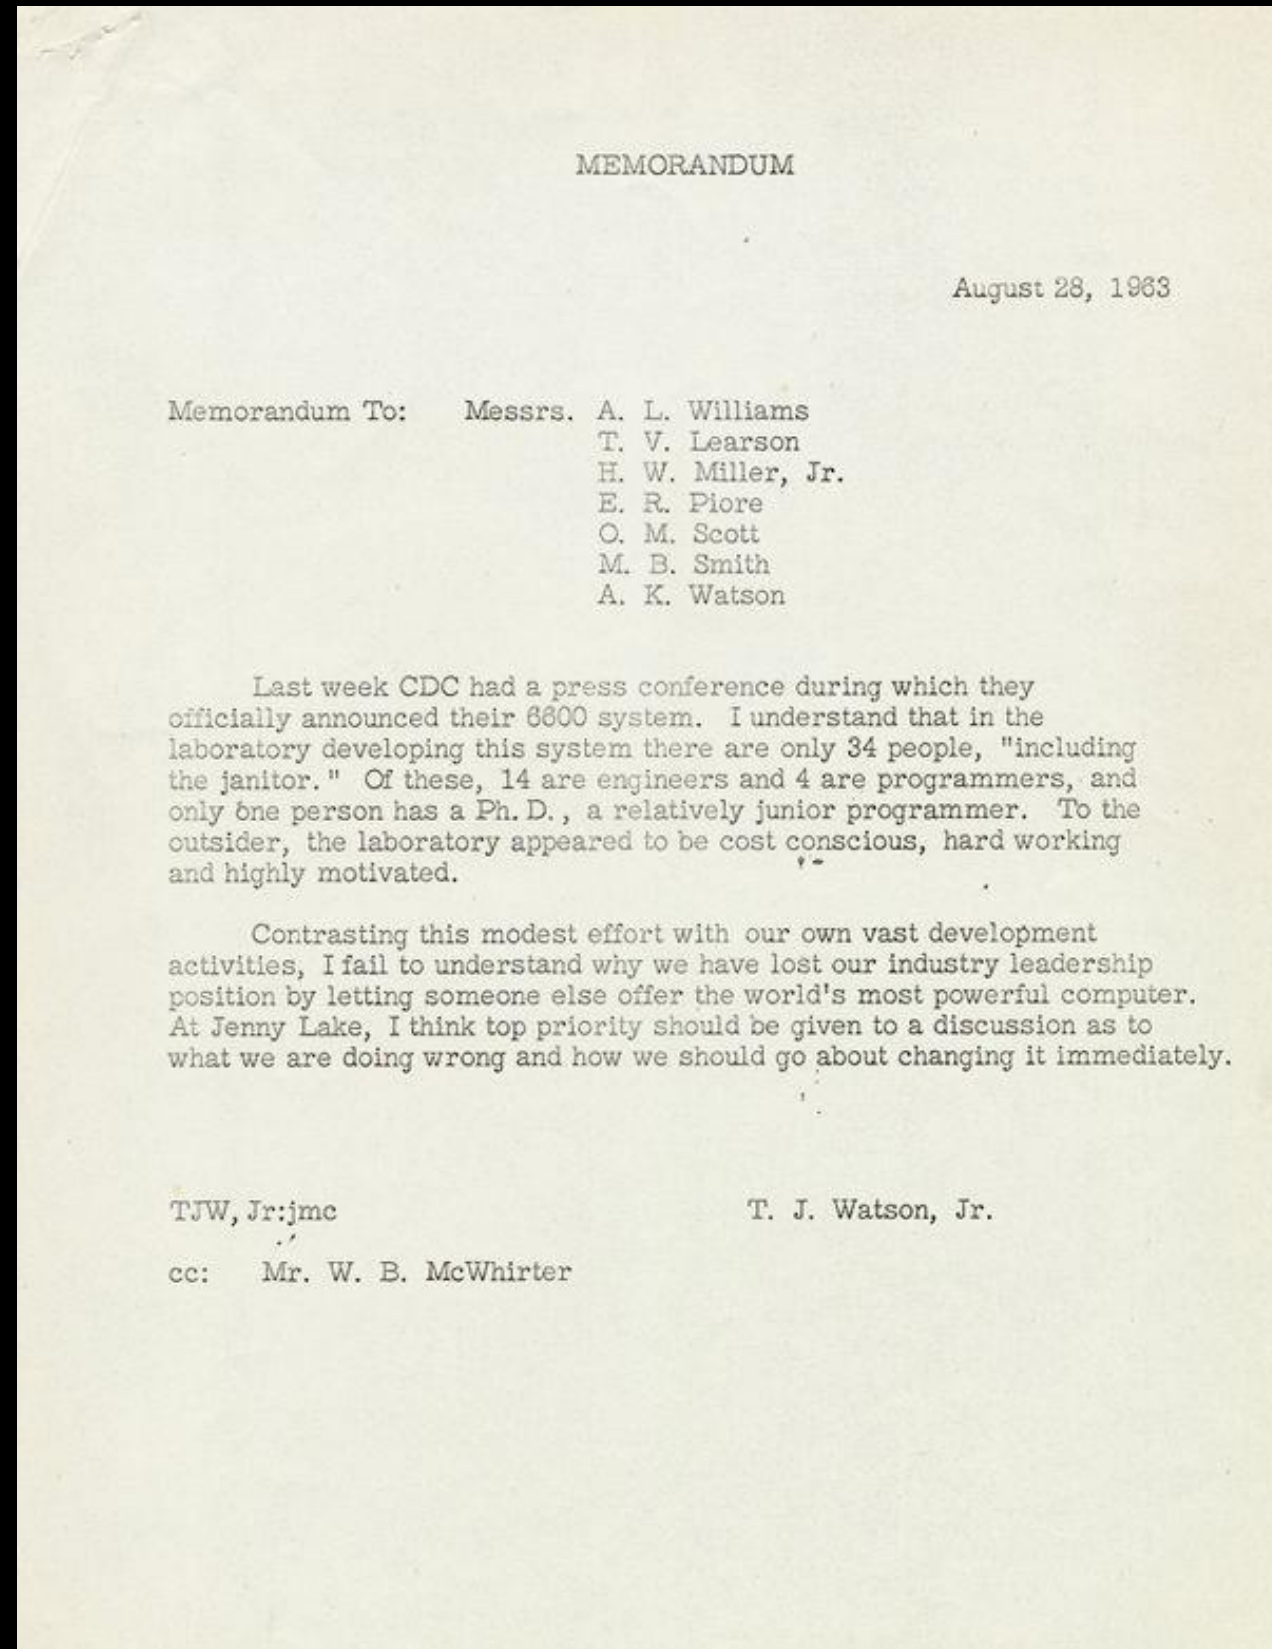 MEMORANDUM
August 28, 1963
Memorandum To: Messrs. A. L. Williams
T. V. Learson
H. W. Miller, Jr.
E. R. Piore
O. M. Scott
M. B. Smith
A. K. Watson
Last week CDC had a press conference during which they
officially announced their 6600 system. I understand that in the
laboratory developing this system there are only 34 people, "including
the janitor." Of these, 14 are engineers and 4 are programmers, and
only one person has a Ph. D., a relatively junior programmer. To the
outsider, the laboratory appeared to be cost conscious, hard working
and highly motivated.
Contrasting this modest effort with our own vast development
activities, I fail to understand why we have lost our industry leadership
position by letting someone else offer the world's most powerful computer.
At Jenny Lake, I think top priority should be given to a discussion as to
what we are doing wrong and how we should go about changing it immediately.
TJW, Jr:jmc T. J. Watson, Jr.
cc: Mr. W. B. McWhirter